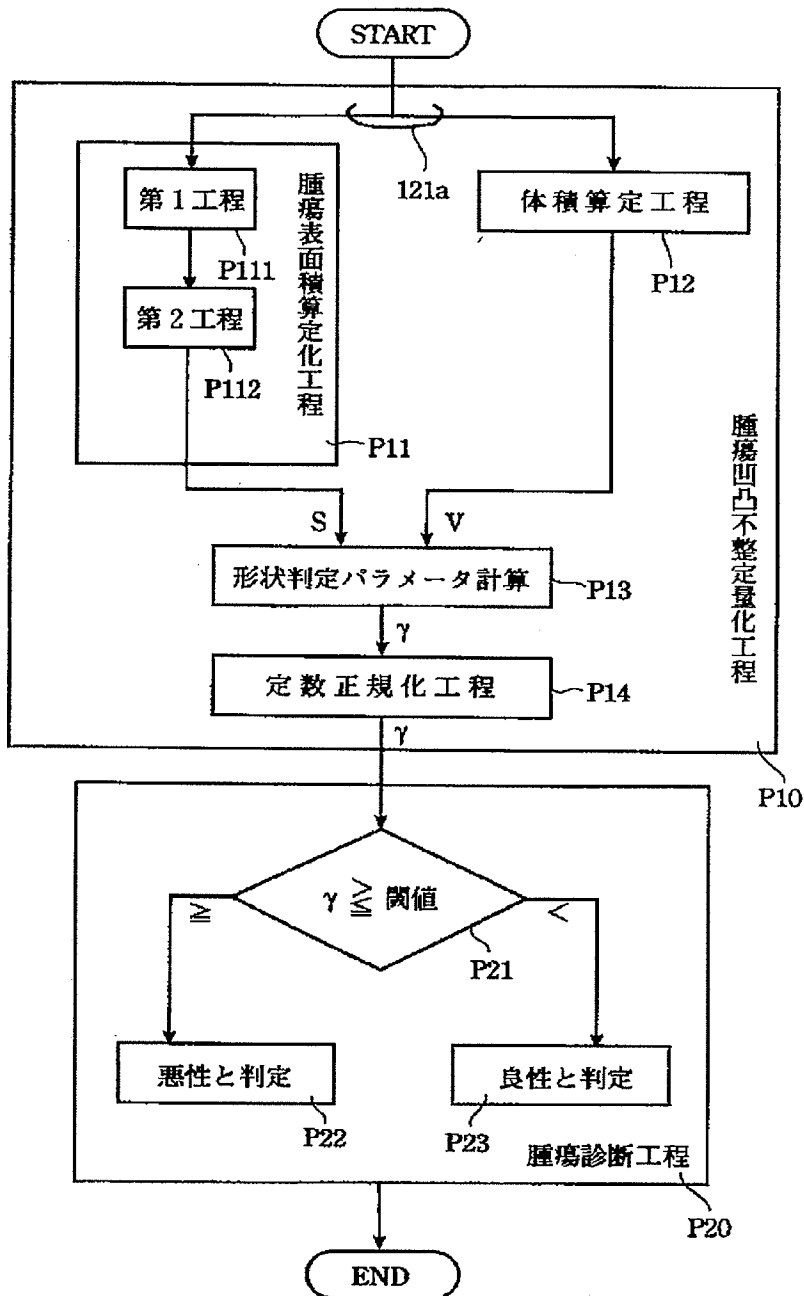 START
121a
第1工程
P111
第2工程
P112
腫瘍表面積算定化工程
P11
体積算定工程
P12
S
V
形状判定パラメータ計算
P13
γ
定数正規化工程
P14
γ
腫瘍凹凸不整定量化工程
P10
γ ⪌ 閾値
≧
<
P21
悪性と判定
P22
良性と判定
P23
腫瘍診断工程
P20
END